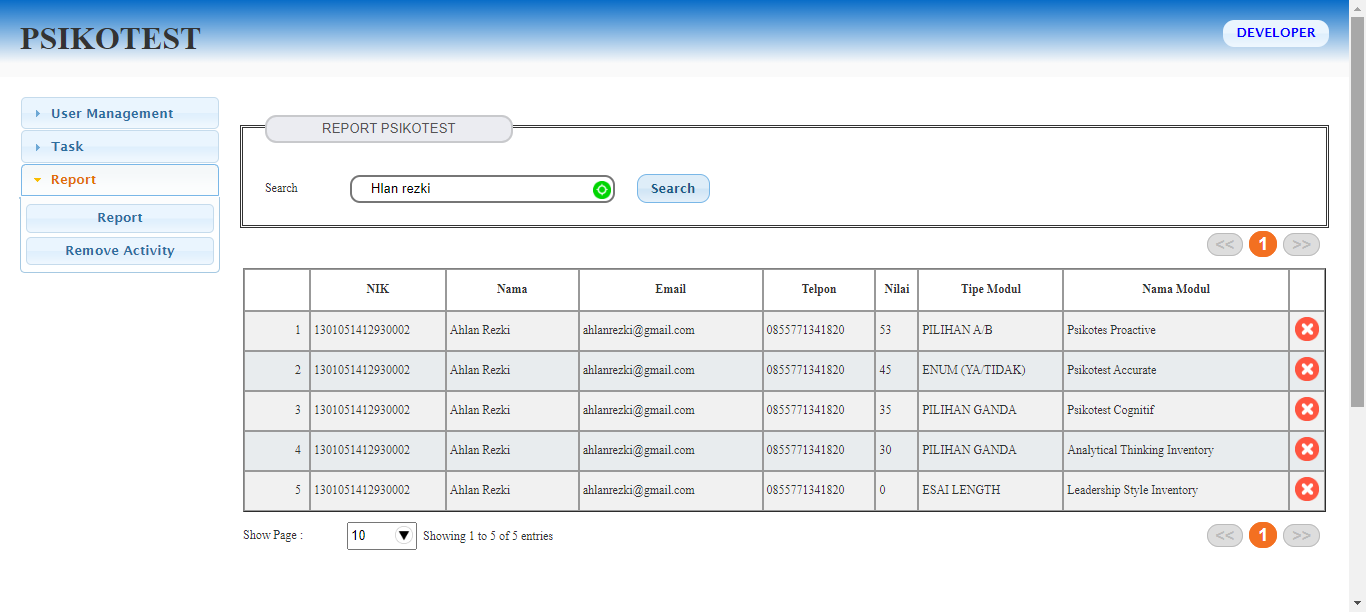 PSIKOTEST
DEVELOPER
User Management
Task
Report
Report
Remove Activity
REPORT PSIKOTEST
Search Hlan rezki Search
<< 1 >>
NIK Nama Email Telpon Nilai Tipe Modul Nama Modul
1 1301051412930002 Ahlan Rezki ahlanrezki@gmail.com 0855771341820 53 PILIHAN A/B Psikotes Proactive
2 1301051412930002 Ahlan Rezki ahlanrezki@gmail.com 0855771341820 45 ENUM (YA/TIDAK) Psikotest Accurate
3 1301051412930002 Ahlan Rezki ahlanrezki@gmail.com 0855771341820 35 PILIHAN GANDA Psikotest Cognitif
4 1301051412930002 Ahlan Rezki ahlanrezki@gmail.com 0855771341820 30 PILIHAN GANDA Analytical Thinking Inventory
5 1301051412930002 Ahlan Rezki ahlanrezki@gmail.com 0855771341820 0 ESAI LENGTH Leadership Style Inventory
Show Page : 10 Showing 1 to 5 of 5 entries
<< 1 >>